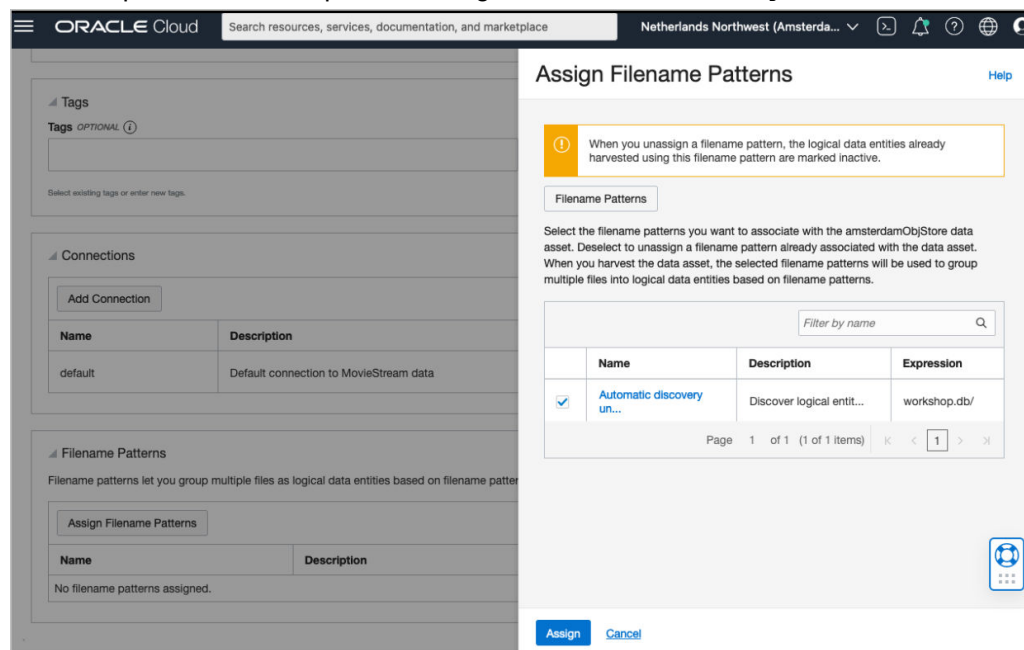 ORACLE Cloud
Search resources, services, documentation, and marketplace
Netherlands Northwest (Amsterda...
Tags
Tags OPTIONAL
Select existing tags or enter new tags.
Connections
Add Connection
Name Description
default Default connection to MovieStream data
Filename Patterns
Filename patterns let you group multiple files as logical data entities based on filename patter
Assign Filename Patterns
Name Description
No filename patterns assigned.
Assign Filename Patterns
Help
When you unassign a filename pattern, the logical data entities already
harvested using this filename pattern are marked inactive.
Filename Patterns
Select the filename patterns you want to associate with the amsterdamObjStore data
asset. Deselect to unassign a filename pattern already associated with the data asset.
When you harvest the data asset, the selected filename patterns will be used to group
multiple files into logical data entities based on filename patterns.
Filter by name
Name Description Expression
Automatic discovery
un...
Discover logical entit... workshop.db/
Page 1 of 1 (1 of 1 items) 1
Assign Cancel